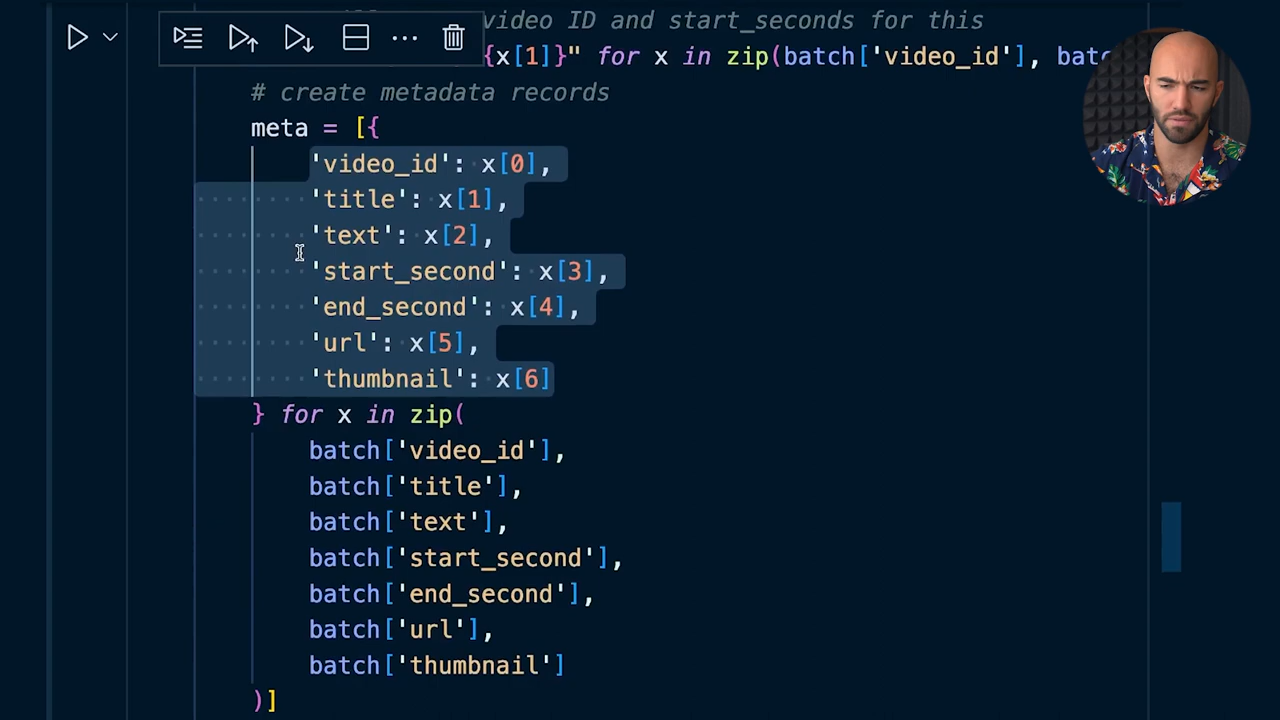 video ID and start_seconds for this
{x[1]}" for x in zip(batch['video_id'], batc
# create metadata records
meta = [{
'video_id': x[0],
'title': x[1],
'text': x[2],
'start_second': x[3],
'end_second': x[4],
'url': x[5],
'thumbnail': x[6]
} for x in zip(
batch['video_id'],
batch['title'],
batch['text'],
batch['start_second'],
batch['end_second'],
batch['url'],
batch['thumbnail']
)]